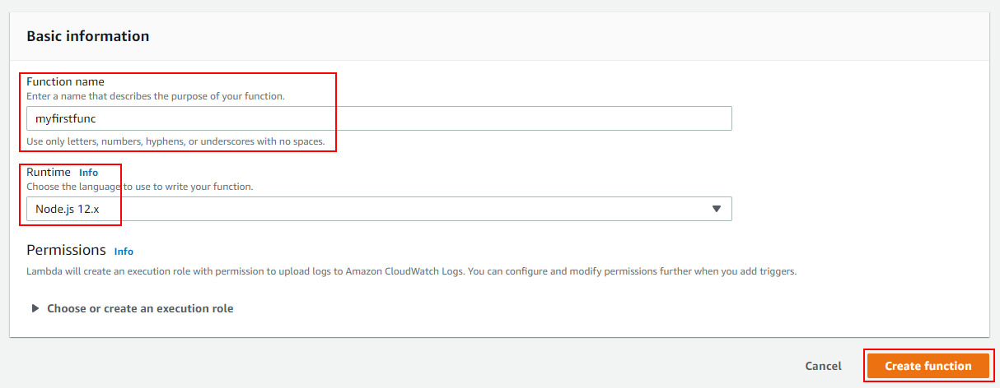 Basic information
Function name
Enter a name that describes the purpose of your function.
myfirstfunc
Use only letters, numbers, hyphens, or underscores with no spaces.
Runtime Info
Choose the language to use to write your function.
Node.js 12.x
Permissions Info
Lambda will create an execution role with permission to upload logs to Amazon CloudWatch Logs. You can configure and modify permissions further when you add triggers.
Choose or create an execution role
Cancel Create function